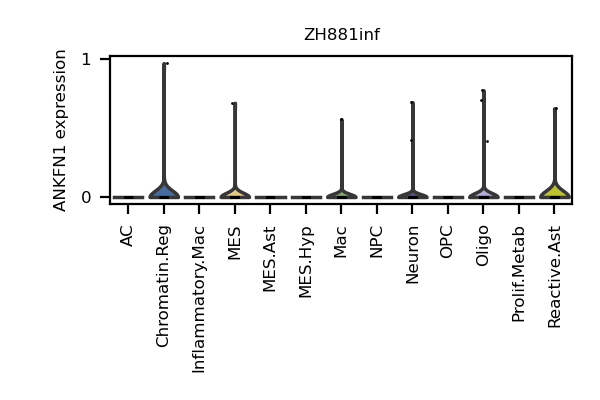 ZH881inf
ANKFN1 expression
1
0
AC
Chromatin.Reg
Inflammatory.Mac
MES
MES.Ast
MES.Hyp
Mac
NPC
Neuron
OPC
Oligo
Prolif.Metab
Reactive.Ast